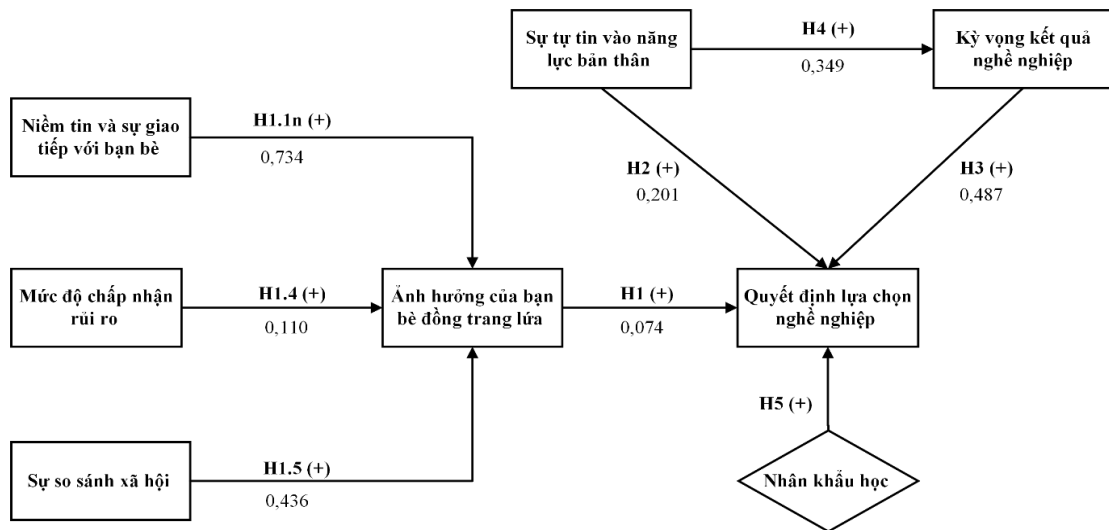 Sự tự tin vào năng
lực bản thân
H4 (+)
0,349
Kỳ vọng kết quả
nghề nghiệp
Niềm tin và sự giao
tiếp với bạn bè
H1.1n (+)
0,734
H2 (+)
0,201
H3 (+)
0,487
Mức độ chấp nhận
rủi ro
H1.4 (+)
0,110
Ảnh hưởng của bạn
bè đồng trang lứa
H1 (+)
0,074
Quyết định lựa chọn
nghề nghiệp
H5 (+)
Sự so sánh xã hội
H1.5 (+)
0,436
Nhân khẩu học